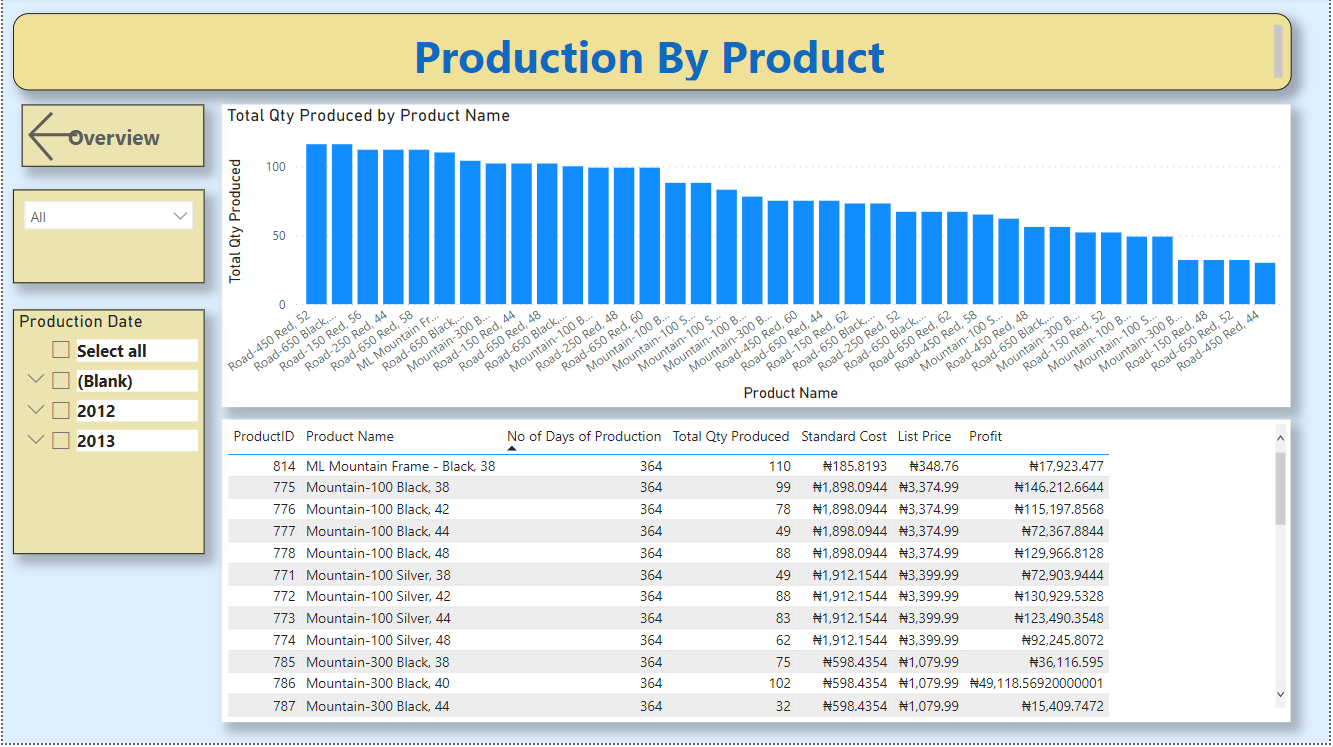 Production By Product
Overview
All
Production Date
Select all
(Blank)
2012
2013
Total Qty Produced by Product Name
Total Qty Produced
100
50
0
Road-450 Red, 52
Road-650 Black,...
Road-150 Red, 56
Road-250 Red, 44
Road-650 Red, 58
ML Mountain Fr...
Road-650 Black,...
Mountain-300 B...
Road-150 Red, 44
Road-650 Red, 48
Road-650 Black,...
Mountain-100 B...
Road-250 Red, 48
Road-650 Red, 60
Mountain-100 B...
Mountain-100 S...
Mountain-100 S...
Mountain-100 B...
Mountain-300 B...
Road-450 Red, 60
Road-650 Red, 44
Road-150 Red, 62
Road-650 Black,...
Road-250 Red, 52
Road-650 Black,...
Road-650 Red, 62
Road-450 Red, 58
Mountain-100 S...
Road-450 Red, 48
Road-650 Black,...
Mountain-300 B...
Road-150 Red, 52
Mountain-100 B...
Mountain-100 S...
Mountain-300 B...
Road-150 Red, 48
Road-650 Red, 52
Road-450 Red, 44
Product Name
ProductID Product Name No of Days of Production Total Qty Produced Standard Cost List Price Profit
814 ML Mountain Frame - Black, 38 364 110 ₦185.8193 ₦348.76 ₦17,923.477
775 Mountain-100 Black, 38 364 99 ₦1,898.0944 ₦3,374.99 ₦146,212.6644
776 Mountain-100 Black, 42 364 78 ₦1,898.0944 ₦3,374.99 ₦115,197.8568
777 Mountain-100 Black, 44 364 49 ₦1,898.0944 ₦3,374.99 ₦72,367.8844
778 Mountain-100 Black, 48 364 88 ₦1,898.0944 ₦3,374.99 ₦129,966.8128
771 Mountain-100 Silver, 38 364 49 ₦1,912.1544 ₦3,399.99 ₦72,903.9444
772 Mountain-100 Silver, 42 364 88 ₦1,912.1544 ₦3,399.99 ₦130,929.5328
773 Mountain-100 Silver, 44 364 83 ₦1,912.1544 ₦3,399.99 ₦123,490.3548
774 Mountain-100 Silver, 48 364 62 ₦1,912.1544 ₦3,399.99 ₦92,245.8072
785 Mountain-300 Black, 38 364 75 ₦598.4354 ₦1,079.99 ₦36,116.595
786 Mountain-300 Black, 40 364 102 ₦598.4354 ₦1,079.99 ₦49,118.56920000001
787 Mountain-300 Black, 44 364 32 ₦598.4354 ₦1,079.99 ₦15,409.7472